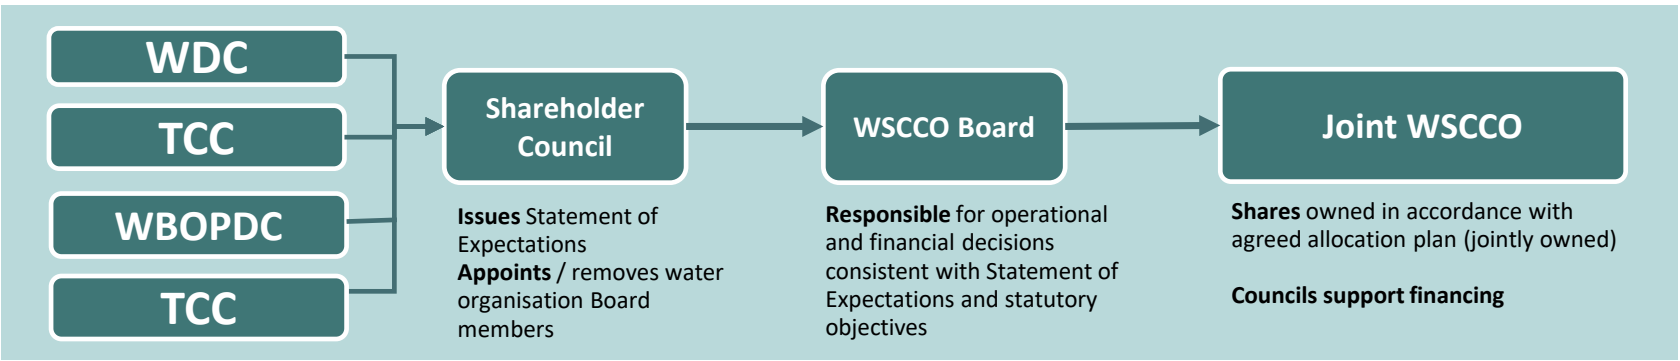 WDC
TCC
WBOPDC
TCC
Shareholder
Council
Issues Statement of
Expectations
Appoints / removes water
organisation Board
members
WSCCO Board
Responsible for operational
and financial decisions
consistent with Statement of
Expectations and statutory
objectives
Joint WSCCO
Shares owned in accordance with
agreed allocation plan (jointly owned)
Councils support financing